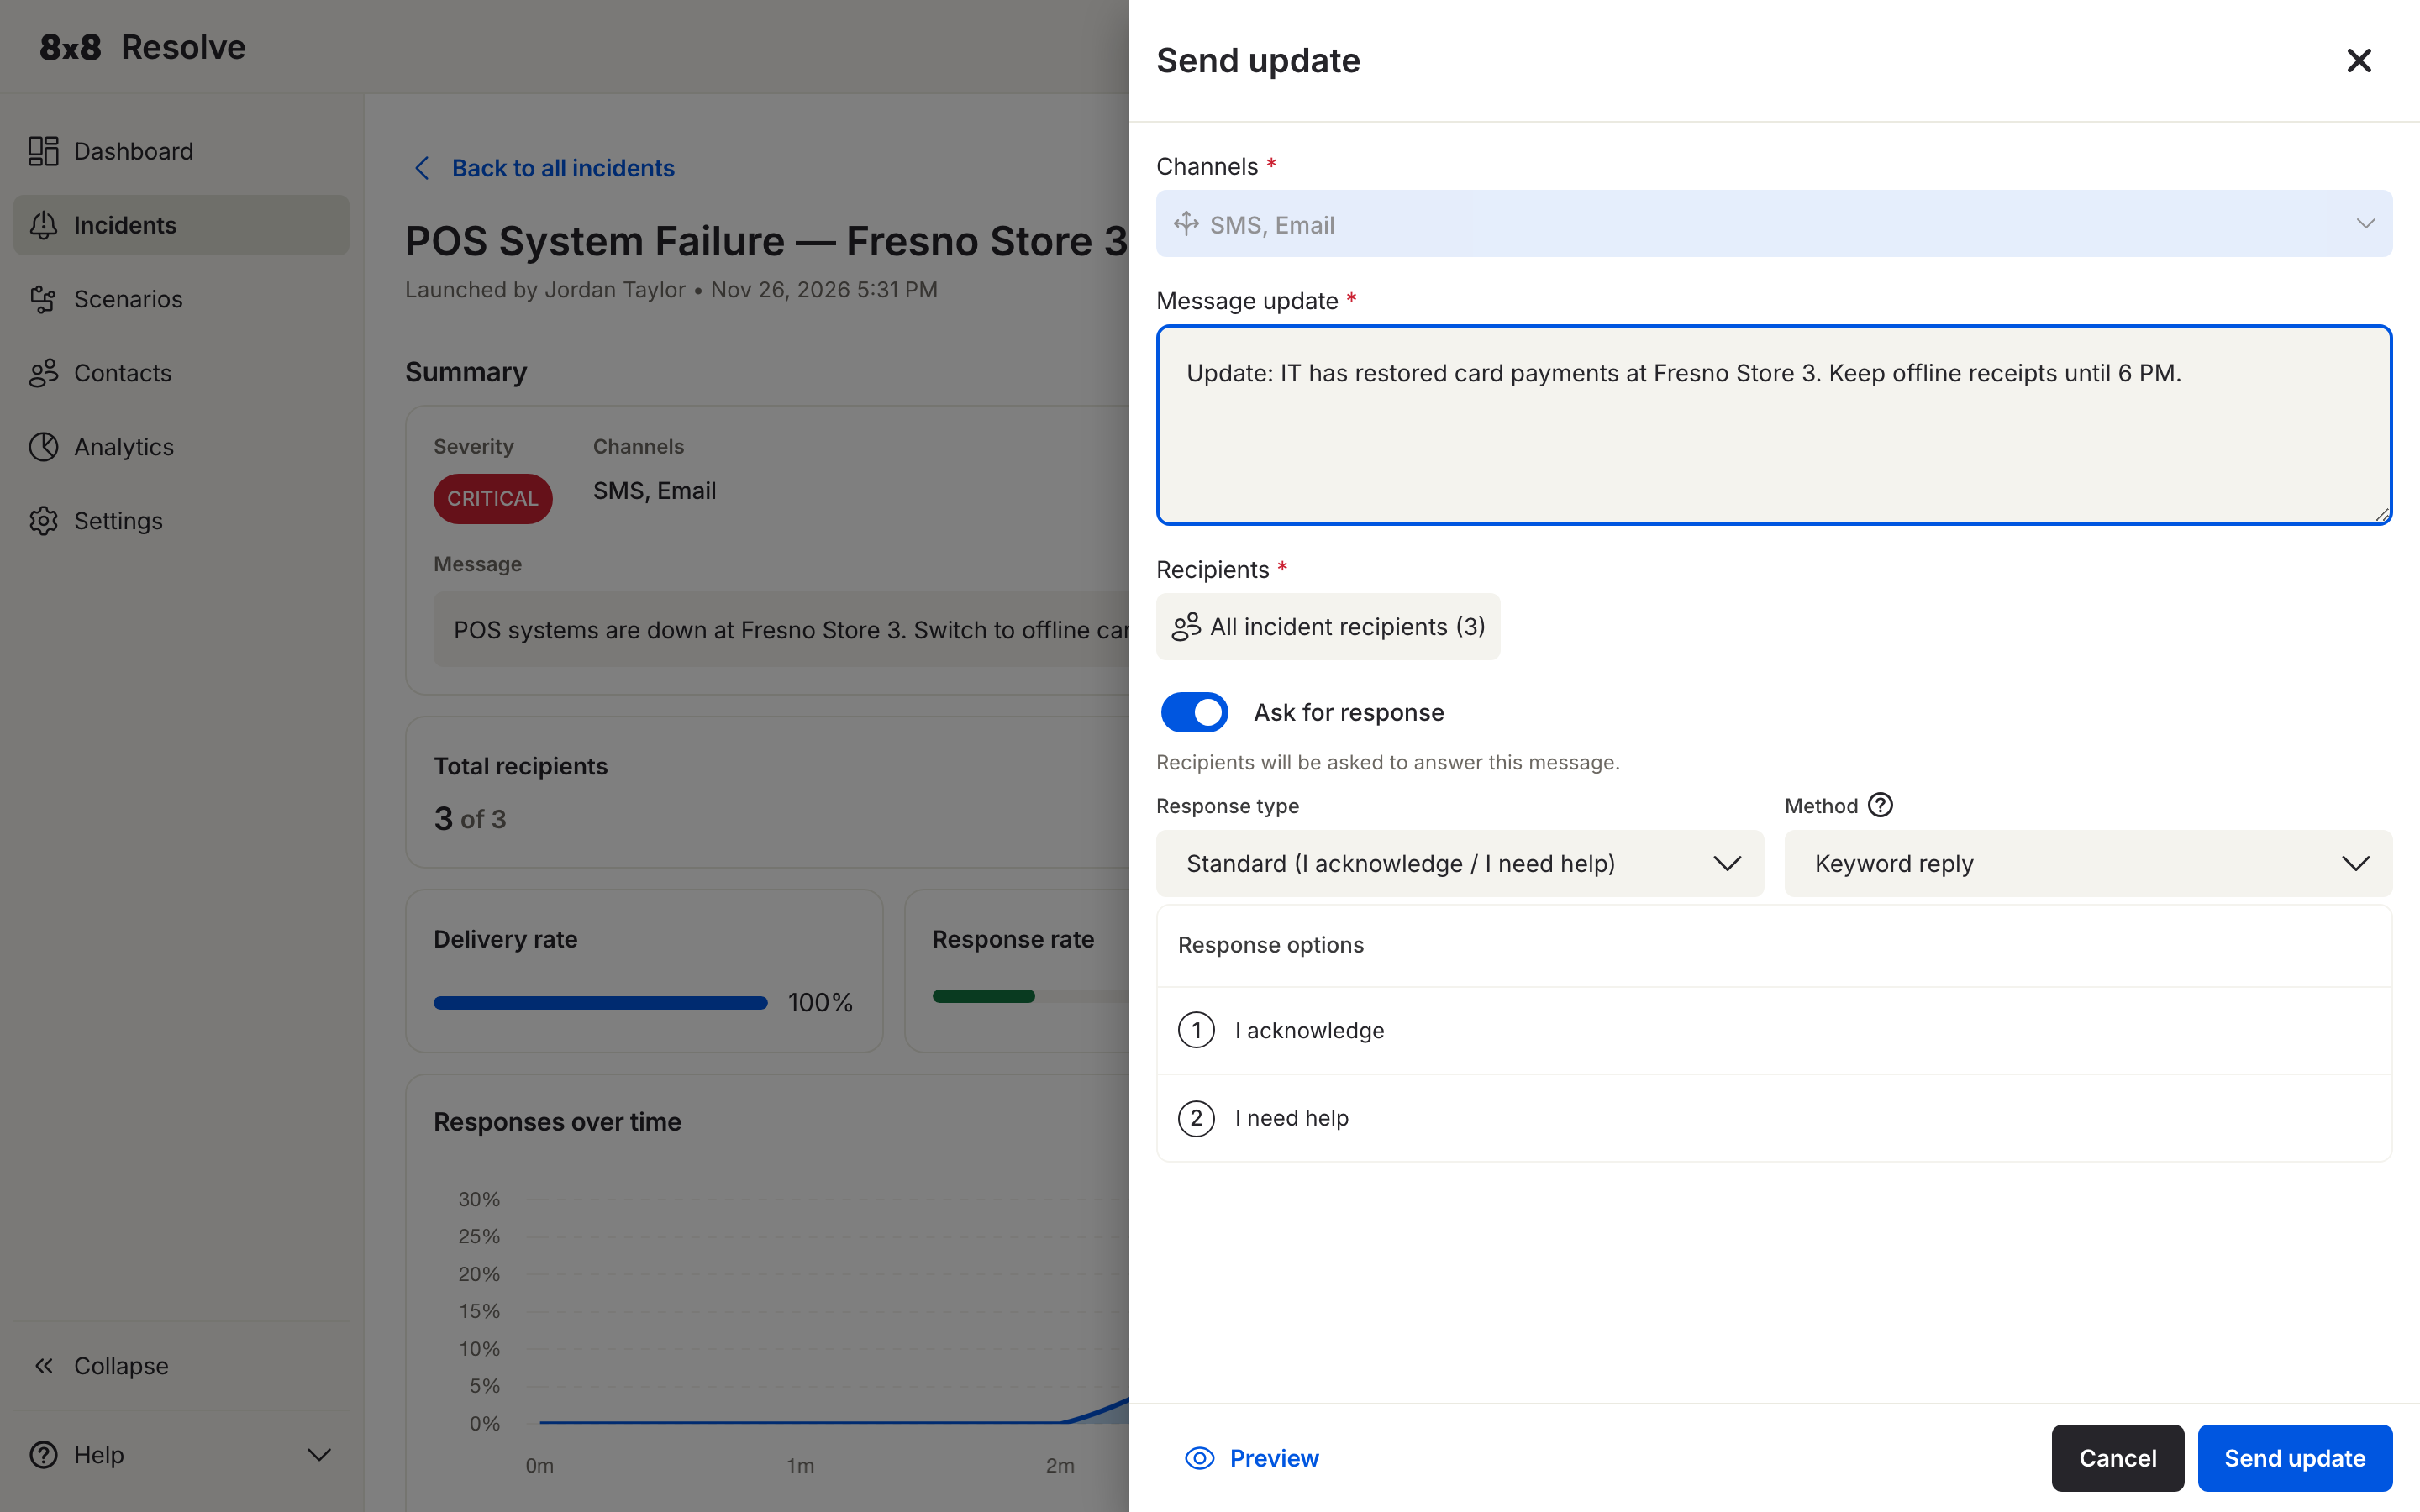 8x8 Resolve
Dashboard
Incidents
Scenarios
Contacts
Analytics
Settings
Collapse
Help
Back to all incidents
POS System Failure — Fresno Store 3
Launched by Jordan Taylor • Nov 26, 2026 5:31 PM
Summary
Severity
Channels
CRITICAL
SMS, Email
Message
POS systems are down at Fresno Store 3. Switch to offline
Total recipients
3 of 3
Delivery rate
100%
Response rate
Responses over time
30%
25%
20%
15%
10%
5%
0%
0m 1m 2m
Send update
Channels *
SMS, Email
Message update *
Update: IT has restored card payments at Fresno Store 3. Keep offline receipts until 6 PM.
Recipients *
All incident recipients (3)
Ask for response
Recipients will be asked to answer this message.
Response type
Standard (I acknowledge / I need help)
Method ?
Keyword reply
Response options
1 I acknowledge
2 I need help
Preview
Cancel
Send update